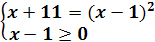 x + 11 = (x − 1)²
x − 1 ≥ 0